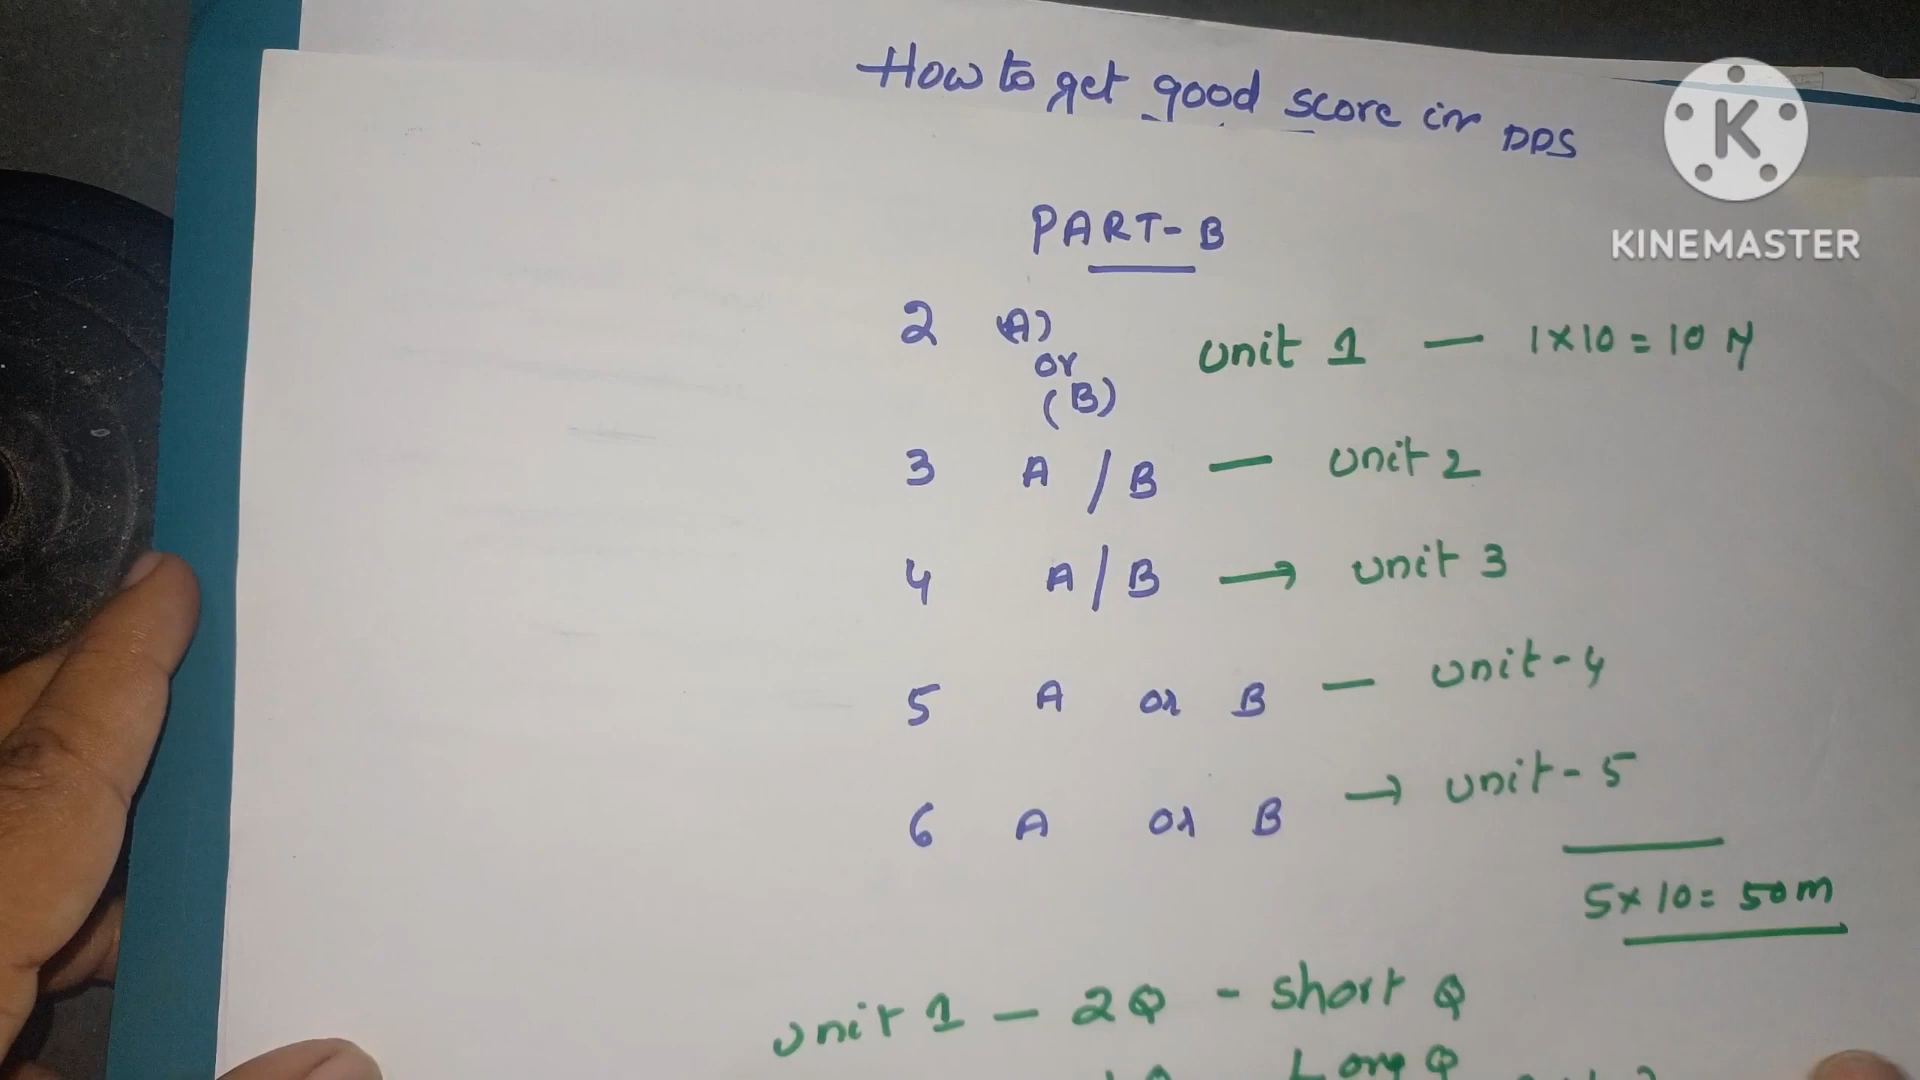 How to get good score in DDS
K
KINEMASTER
PART-B
2 (A) or (B) unit 1 — 1×10=10 M
3 A / B — unit 2
4 A / B → unit 3
5 A or B — unit-4
6 A or B → unit-5
5×10=50m
unit 1 — 2Q - short Q
Long Q